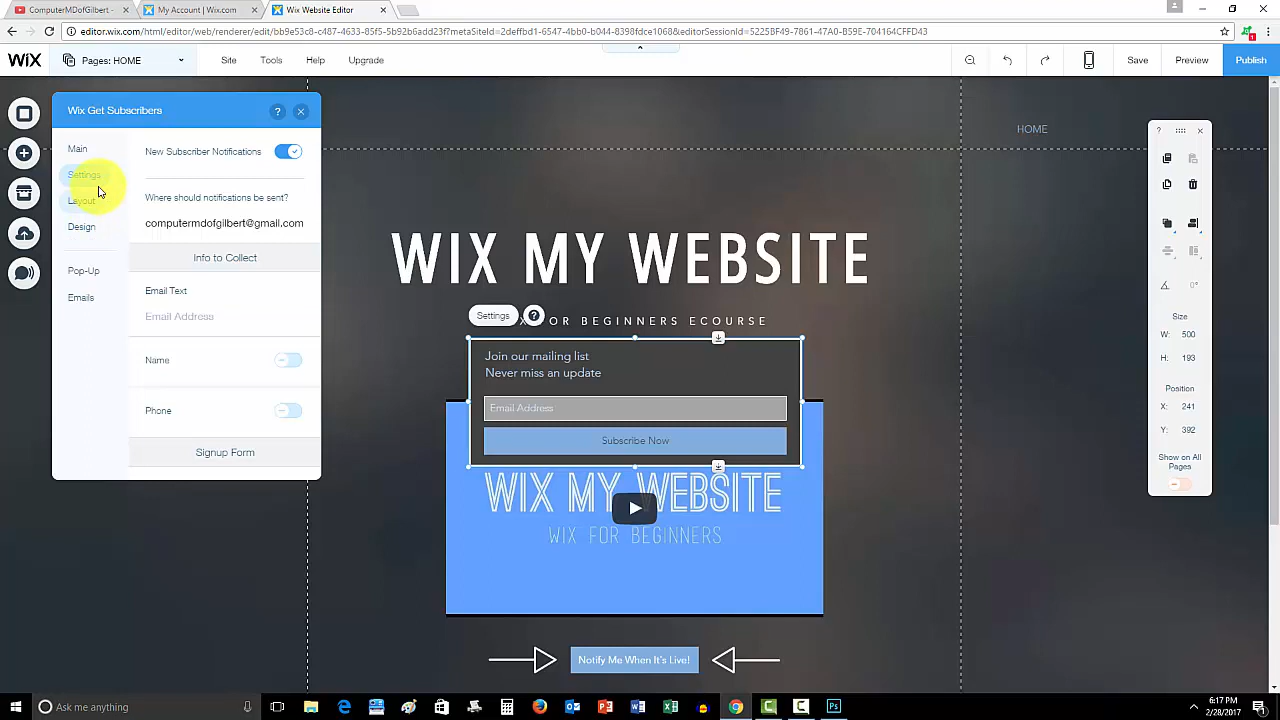 ComputerMDofGilbert -
My Account | Wix.com
Wix Website Editor
editor.wix.com/html/editor/web/renderer/edit/bb9e53c8-c487-4633-85f5-5b92b6add23f?metaSiteId=2deffbd1-6547-4bb0-b044-8398fdce1068&editorSessionId=5225BF49-7861-47A0-B59E-704164CFFD43
WiX
Pages: HOME
Site
Tools
Help
Upgrade
Save
Preview
Publish
Wix Get Subscribers
?
Main
Settings
Layout
Design
Pop-Up
Emails
New Subscriber Notifications
Where should notifications be sent?
computermdofgilbert@gmail.com
Info to Collect
Email Text
Email Address
Name
Phone
Signup Form
HOME
WIX MY WEBSITE
Settings
?
X OR BEGINNERS ECOURSE
Join our mailing list
Never miss an update
Email Address
Subscribe Now
WIX MY WEBSITE
WIX FOR BEGINNERS
Notify Me When It's Live!
?
0°
Size
W: 500
H: 193
Position
X: 241
Y: 392
Show on All
Pages
Ask me anything
6:17 PM
2/28/2017